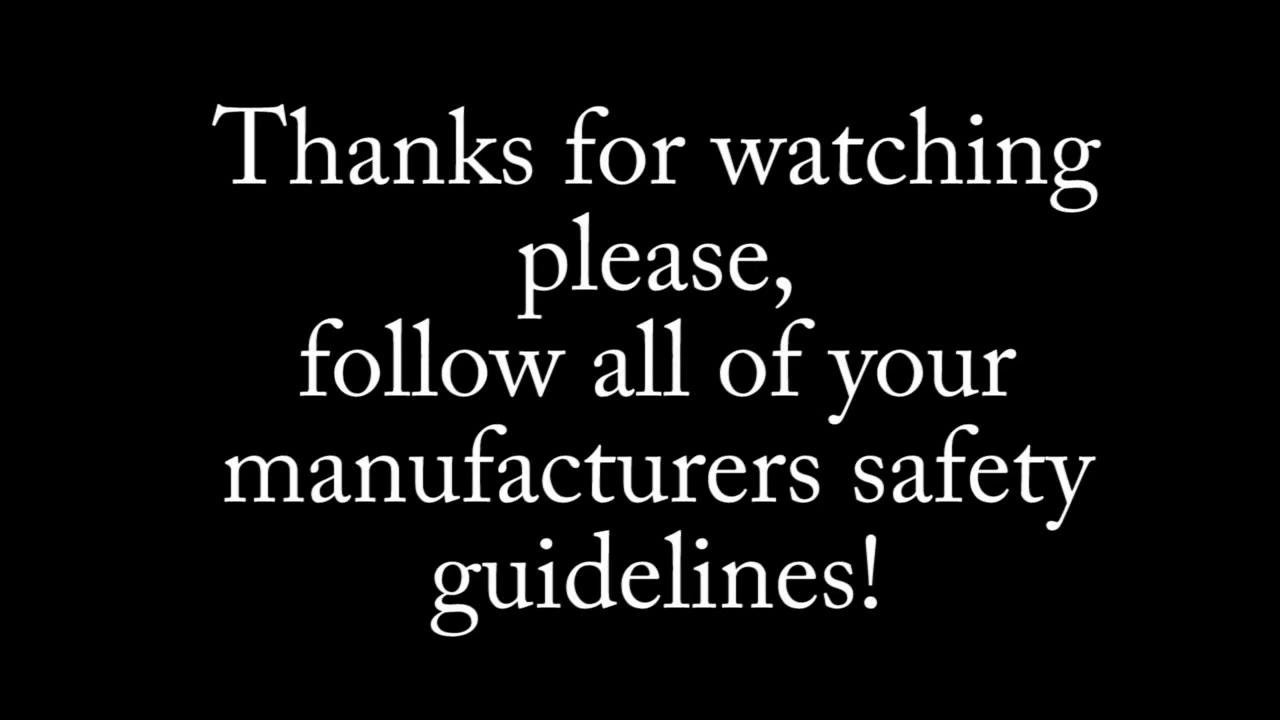 Thanks for watching
please,
follow all of your
manufacturers safety
guidelines!